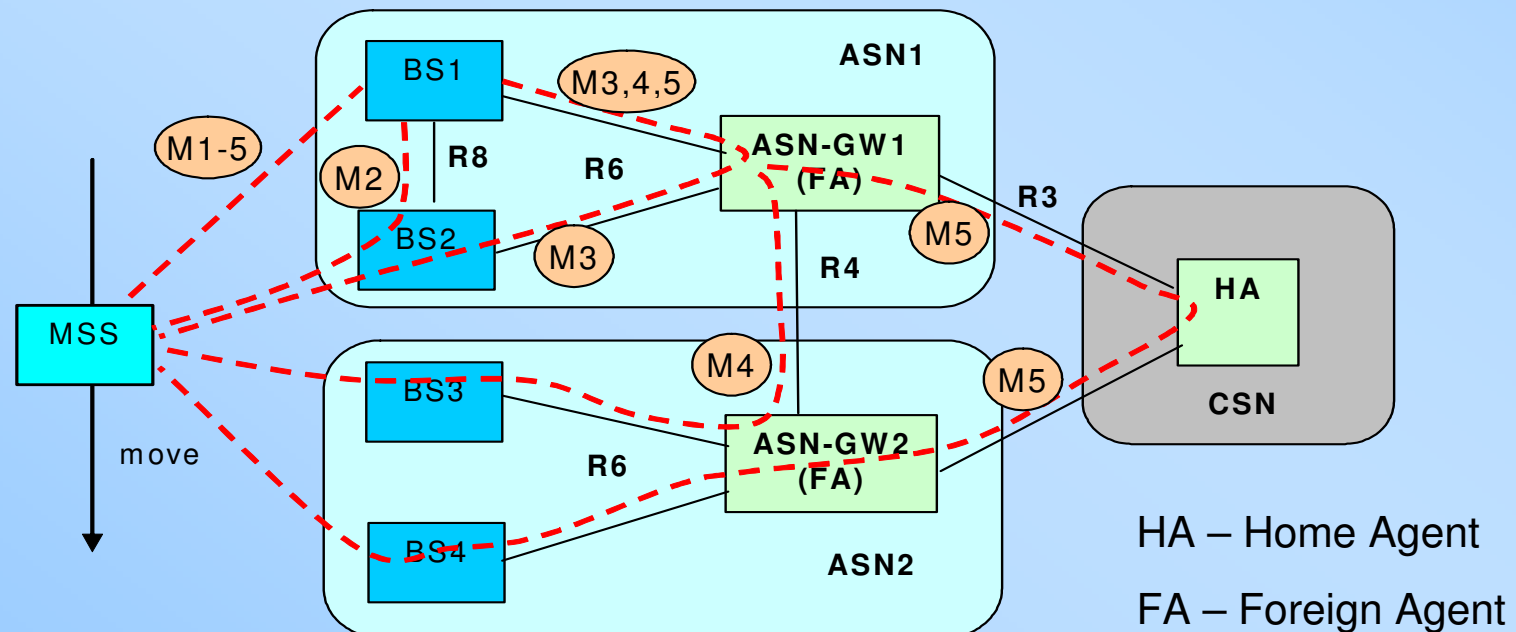 ASN1
BS1
M3,4,5
M1-5
R8
M2
R6
ASN-GW1
(FA)
R3
BS2
M3
M5
R4
HA
MSS
M4
M5
CSN
BS3
move
R6
ASN-GW2
(FA)
BS4
ASN2
HA – Home Agent
FA – Foreign Agent